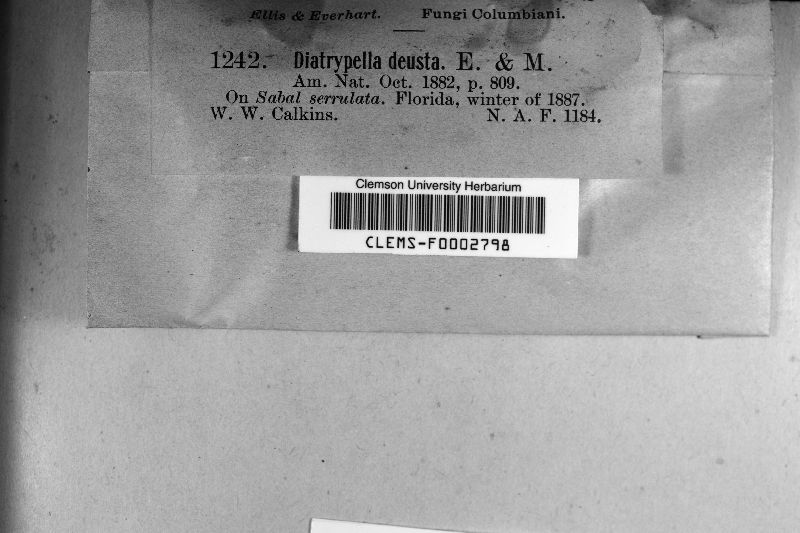 Ellis & Everhart. Fungi Columbiani.
1242. Diatrypella deusta. E. & M.
Am. Nat. Oct. 1882, p. 809.
On Sabal serrulata. Florida, winter of 1887.
W. W. Calkins. N. A. F. 1184.
Clemson University Herbarium
CLEMS-F0002798